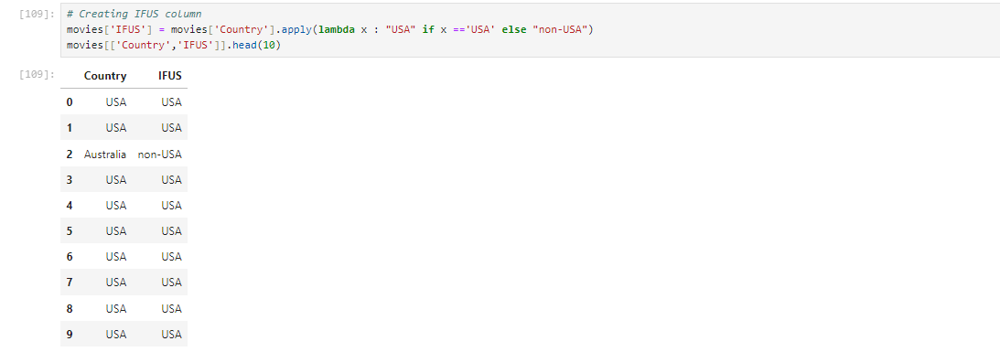 [109]: # Creating IFUS column
movies['IFUS'] = movies['Country'].apply(lambda x : "USA" if x =='USA' else "non-USA")
movies[['Country','IFUS']].head(10)
[109]: Country IFUS
0 USA USA
1 USA USA
2 Australia non-USA
3 USA USA
4 USA USA
5 USA USA
6 USA USA
7 USA USA
8 USA USA
9 USA USA